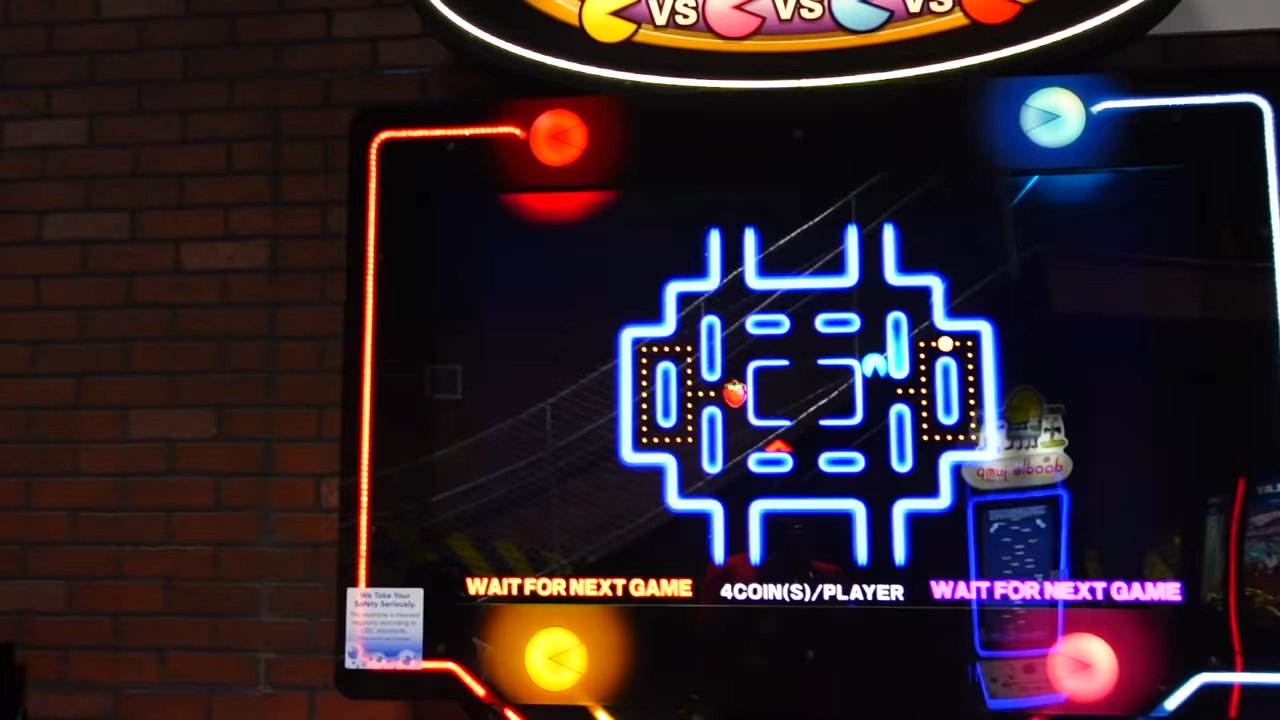 VS VS VS
WAIT FOR NEXT GAME 4COIN(S)/PLAYER WAIT FOR NEXT GAME
We Take Your
Safety Seriously.
doodle jump